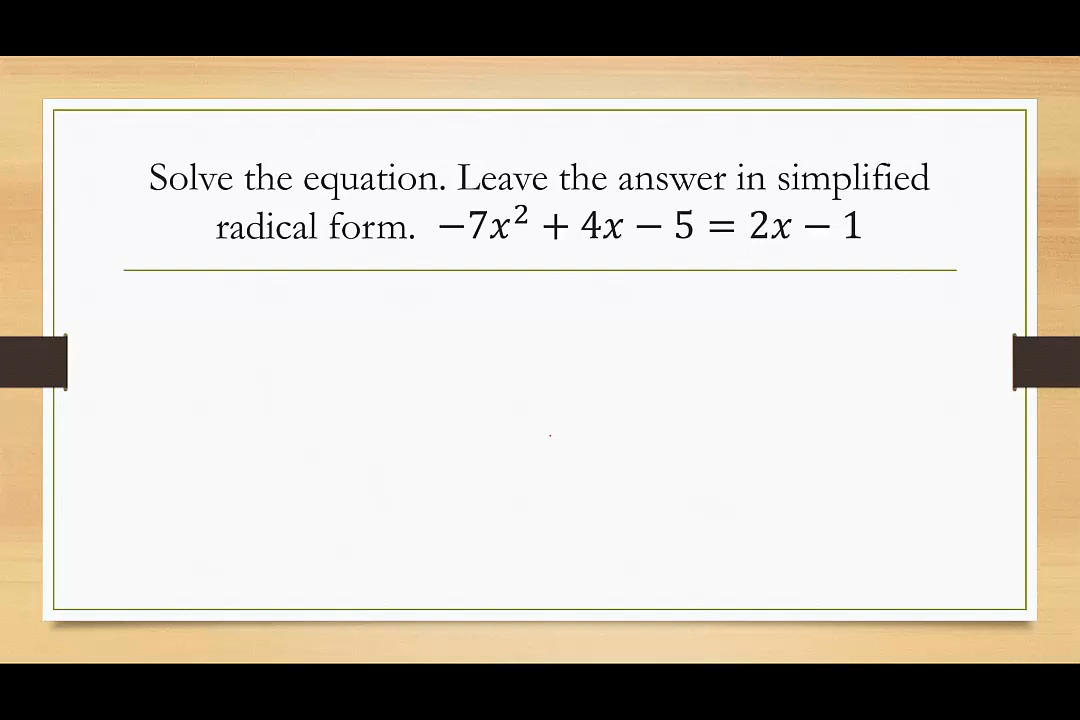 Solve the equation. Leave the answer in simplified
radical form. −7x² + 4x − 5 = 2x − 1